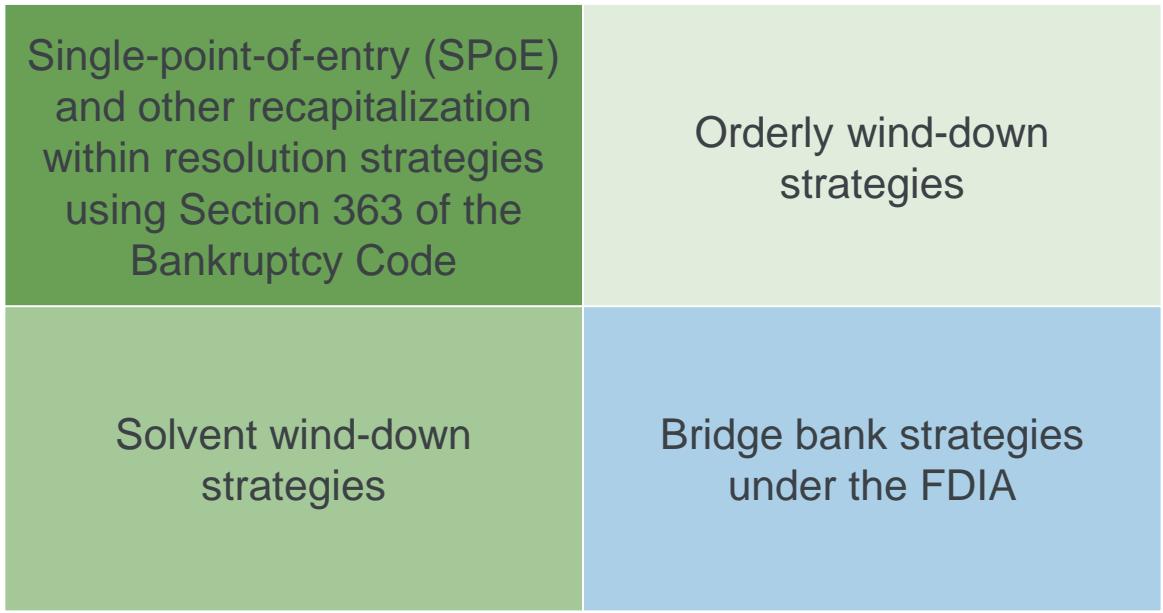 Single-point-of-entry (SPoE)
and other recapitalization
within resolution strategies
using Section 363 of the
Bankruptcy Code
Orderly wind-down
strategies
Solvent wind-down
strategies
Bridge bank strategies
under the FDIA